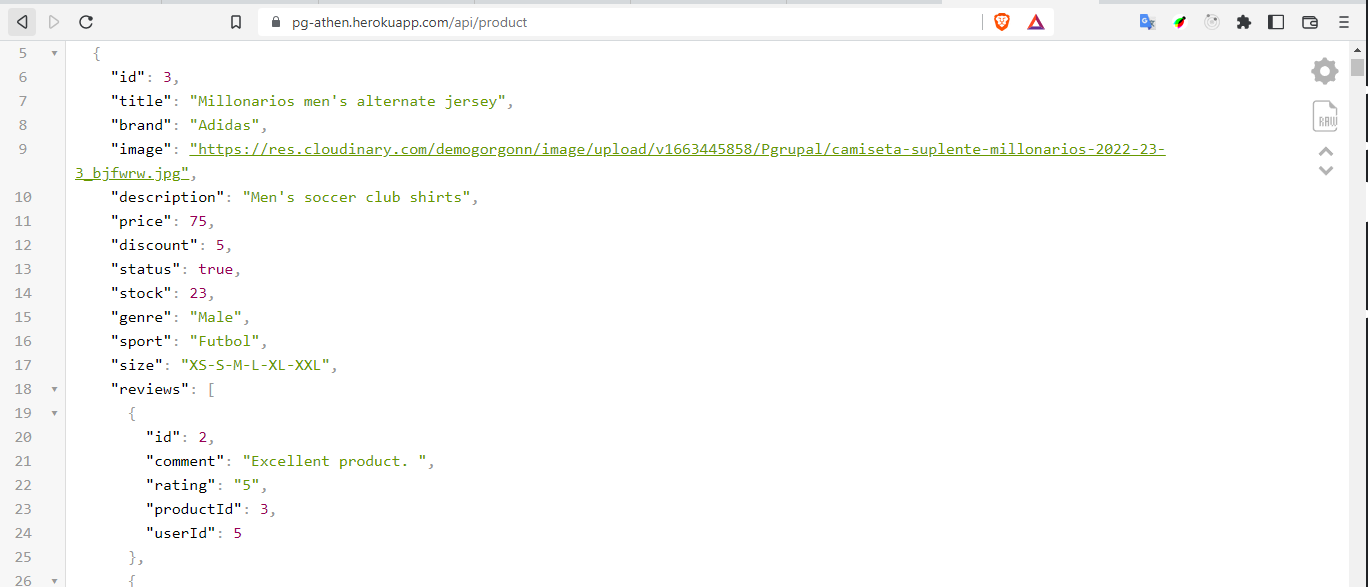 pg-athen.herokuapp.com/api/product
5 {
6 "id": 3,
7 "title": "Millonarios men's alternate jersey",
8 "brand": "Adidas",
9 "image": "https://res.cloudinary.com/demogorgonn/image/upload/v1663445858/Pgrupal/camiseta-suplente-millonarios-2022-23-
3_bjfwrw.jpg",
10 "description": "Men's soccer club shirts",
11 "price": 75,
12 "discount": 5,
13 "status": true,
14 "stock": 23,
15 "genre": "Male",
16 "sport": "Futbol",
17 "size": "XS-S-M-L-XL-XXL",
18 "reviews": [
19 {
20 "id": 2,
21 "comment": "Excellent product. ",
22 "rating": "5",
23 "productId": 3,
24 "userId": 5
25 },
26 {
RAW